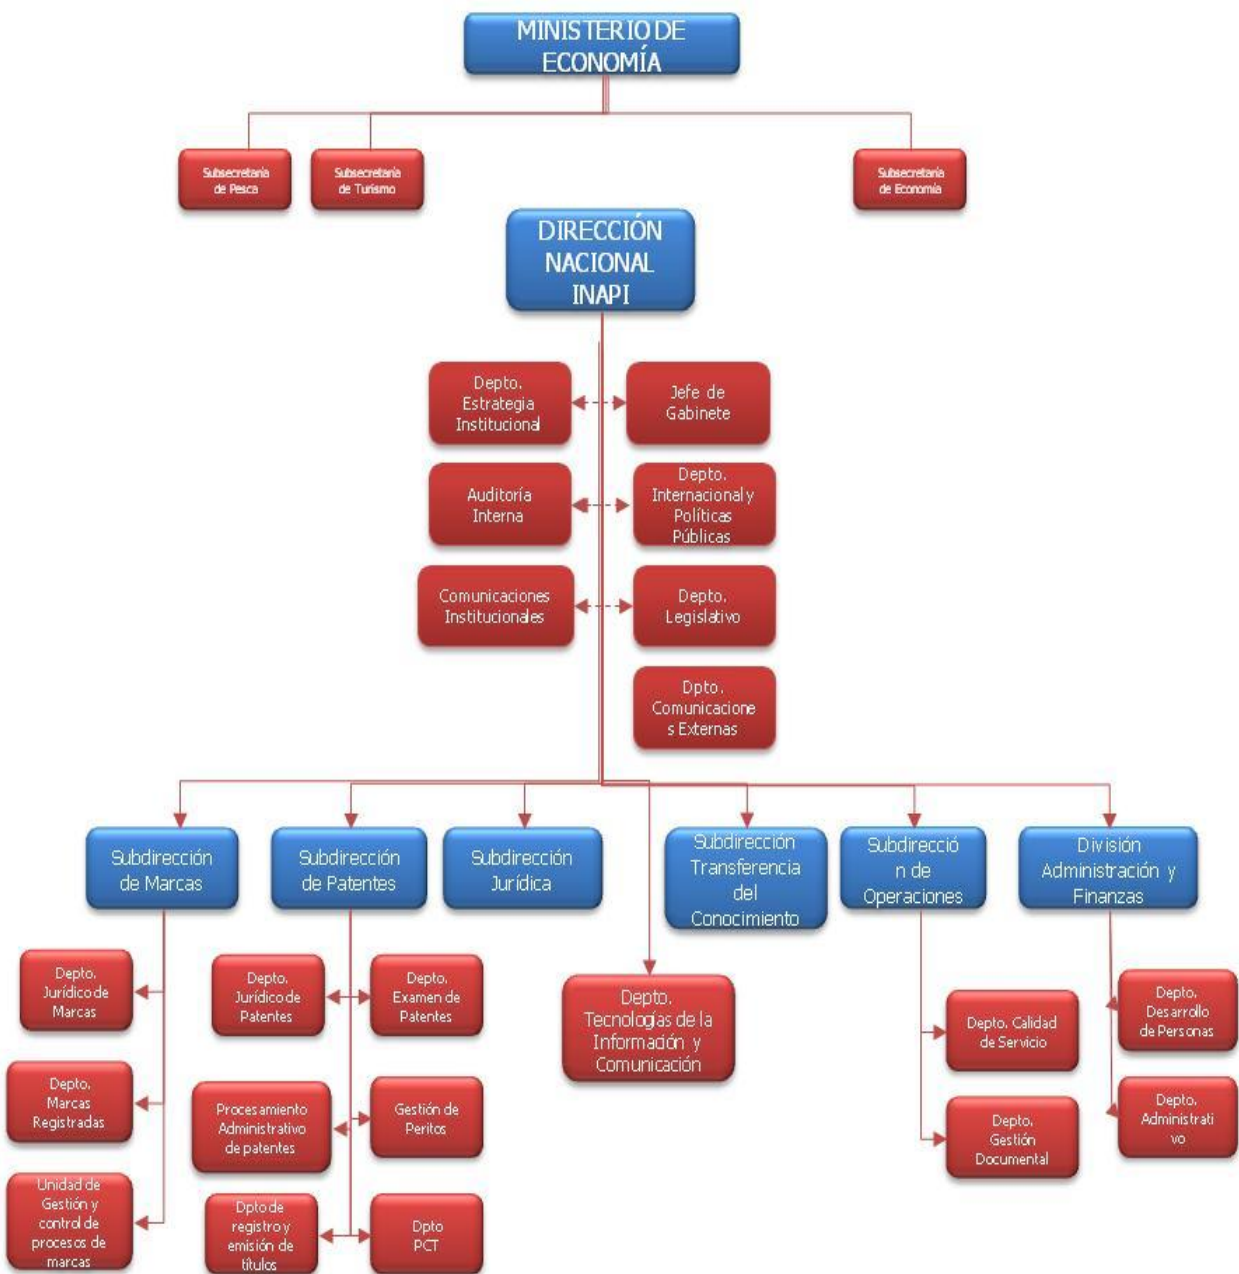 MINISTERIO DE
ECONOMÍA
Subsecretaría
de Pesca
Subsecretaría
de Turismo
Subsecretaría
de Economía
DIRECCIÓN
NACIONAL
INAPI
Depto.
Estrategia
Institucional
Jefe de
Gabinete
Auditoría
Interna
Depto.
Internacional y
Políticas
Públicas
Comunicaciones
Institucionales
Depto.
Legislativo
Dpto.
Comunicacione
s Externas
Subdirección
de Marcas
Subdirección
de Patentes
Subdirección
Jurídica
Subdirección
Transferencia
del
Conocimiento
Subdirecció
n de
Operaciones
División
Administración y
Finanzas
Depto.
Jurídico de
Marcas
Depto.
Marcas
Registradas
Unidad de
Gestión y
control de
procesos de
marcas
Depto.
Jurídico de
Patentes
Depto.
Examen de
Patentes
Procesamiento
Administrativo
de patentes
Gestión de
Peritos
Dpto de
registro y
emisión de
títulos
Dpto
PCT
Depto.
Tecnologías de la
Información y
Comunicación
Depto. Calidad
de Servicio
Depto.
Gestión
Documental
Depto.
Desarrollo
de Personas
Depto.
Administrati
vo